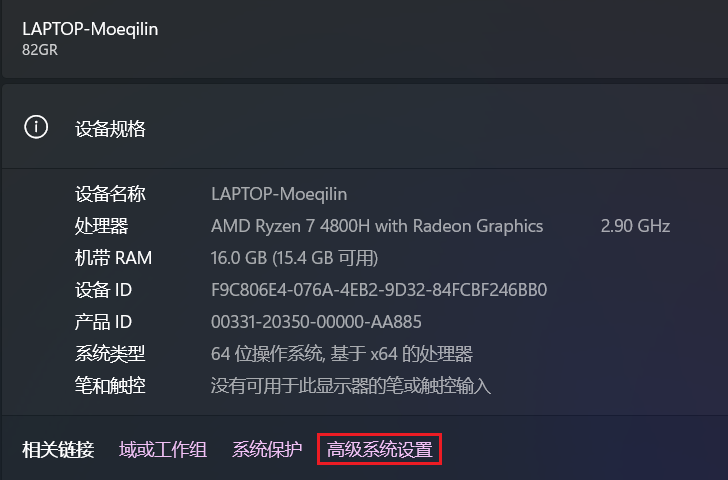 LAPTOP-Moeqilin
82GR
设备规格
设备名称 LAPTOP-Moeqilin
处理器 AMD Ryzen 7 4800H with Radeon Graphics 2.90 GHz
机带 RAM 16.0 GB (15.4 GB 可用)
设备 ID F9C806E4-076A-4EB2-9D32-84FCBF246BB0
产品 ID 00331-20350-00000-AA885
系统类型 64 位操作系统, 基于 x64 的处理器
笔和触控 没有可用于此显示器的笔或触控输入
相关链接 域或工作组 系统保护 高级系统设置